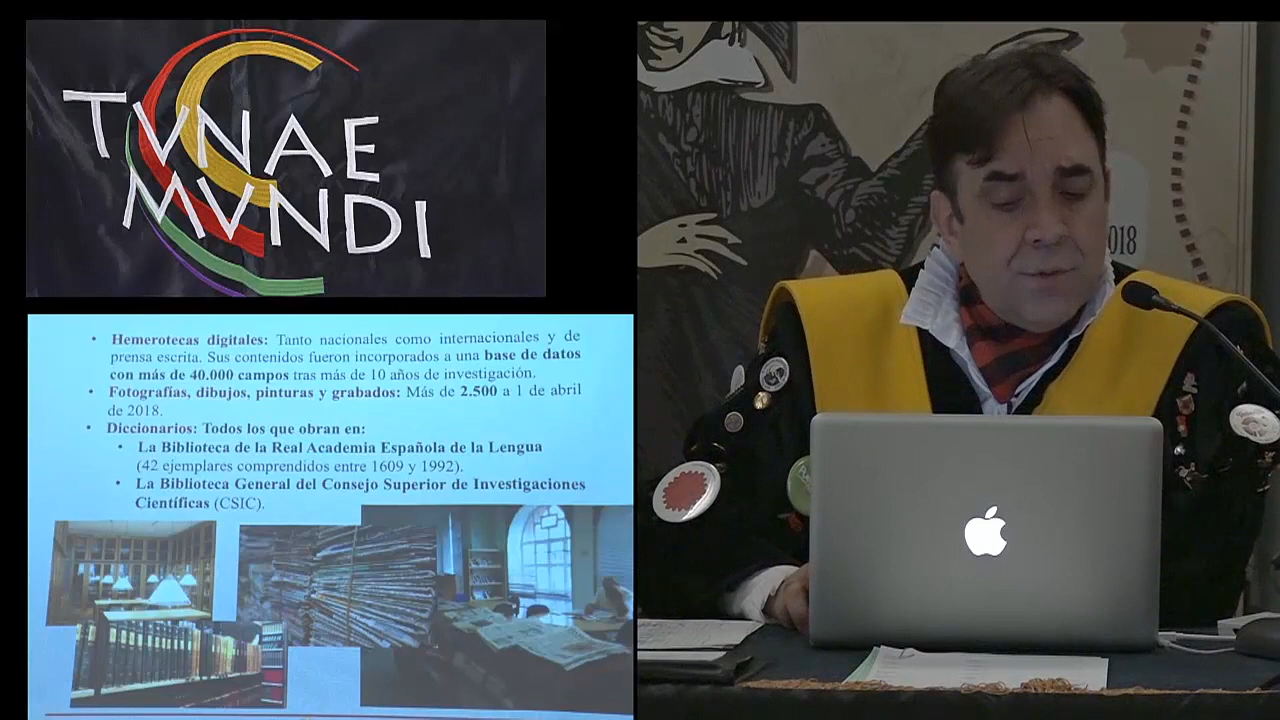 TVNAE
MVNDI
• Hemerotecas digitales: Tanto nacionales como internacionales y de
prensa escrita. Sus contenidos fueron incorporados a una base de datos
con más de 40.000 campos tras más de 10 años de investigación.
• Fotografías, dibujos, pinturas y grabados: Más de 2.500 a 1 de abril
de 2018.
• Diccionarios: Todos los que obran en:
• La Biblioteca de la Real Academia Española de la Lengua
(42 ejemplares comprendidos entre 1609 y 1992).
• La Biblioteca General del Consejo Superior de Investigaciones
Científicas (CSIC).
018